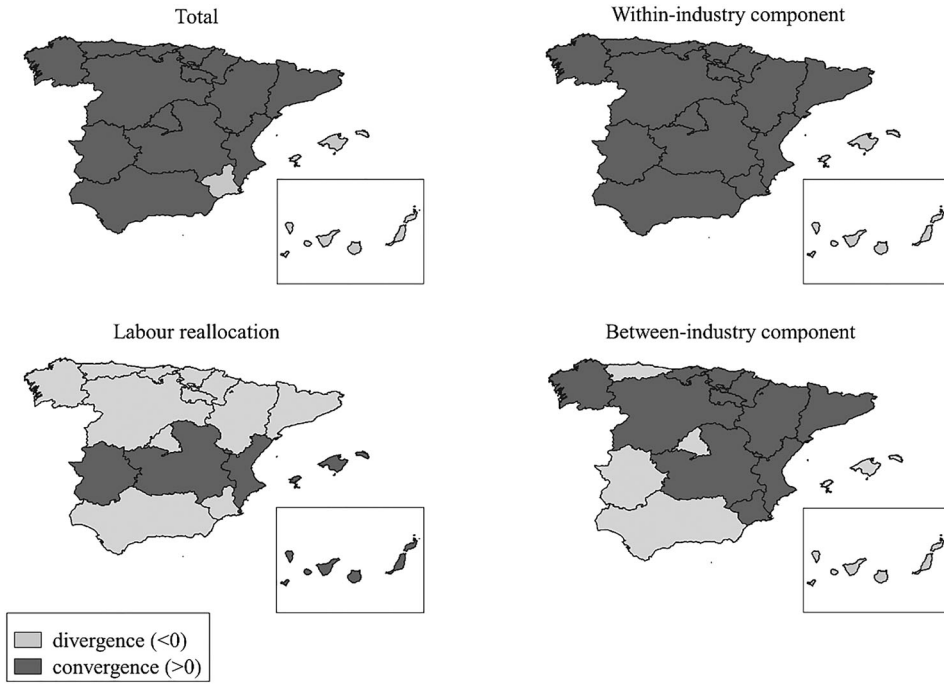 Total
Within-industry component
Labour reallocation
Between-industry component
divergence (<0)
convergence (>0)